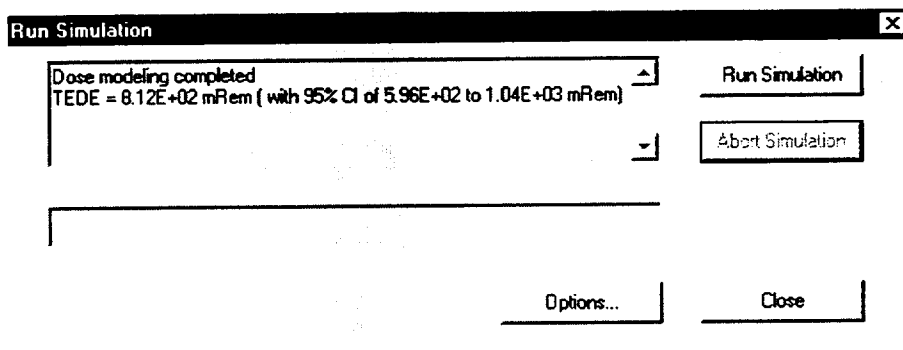 Run Simulation
Dose modeling completed
TEDE = 8.12E+02 mRem ( with 95% CI of 5.96E+02 to 1.04E+03 mRem)
Run Simulation
Abort Simulation
Options...
Close